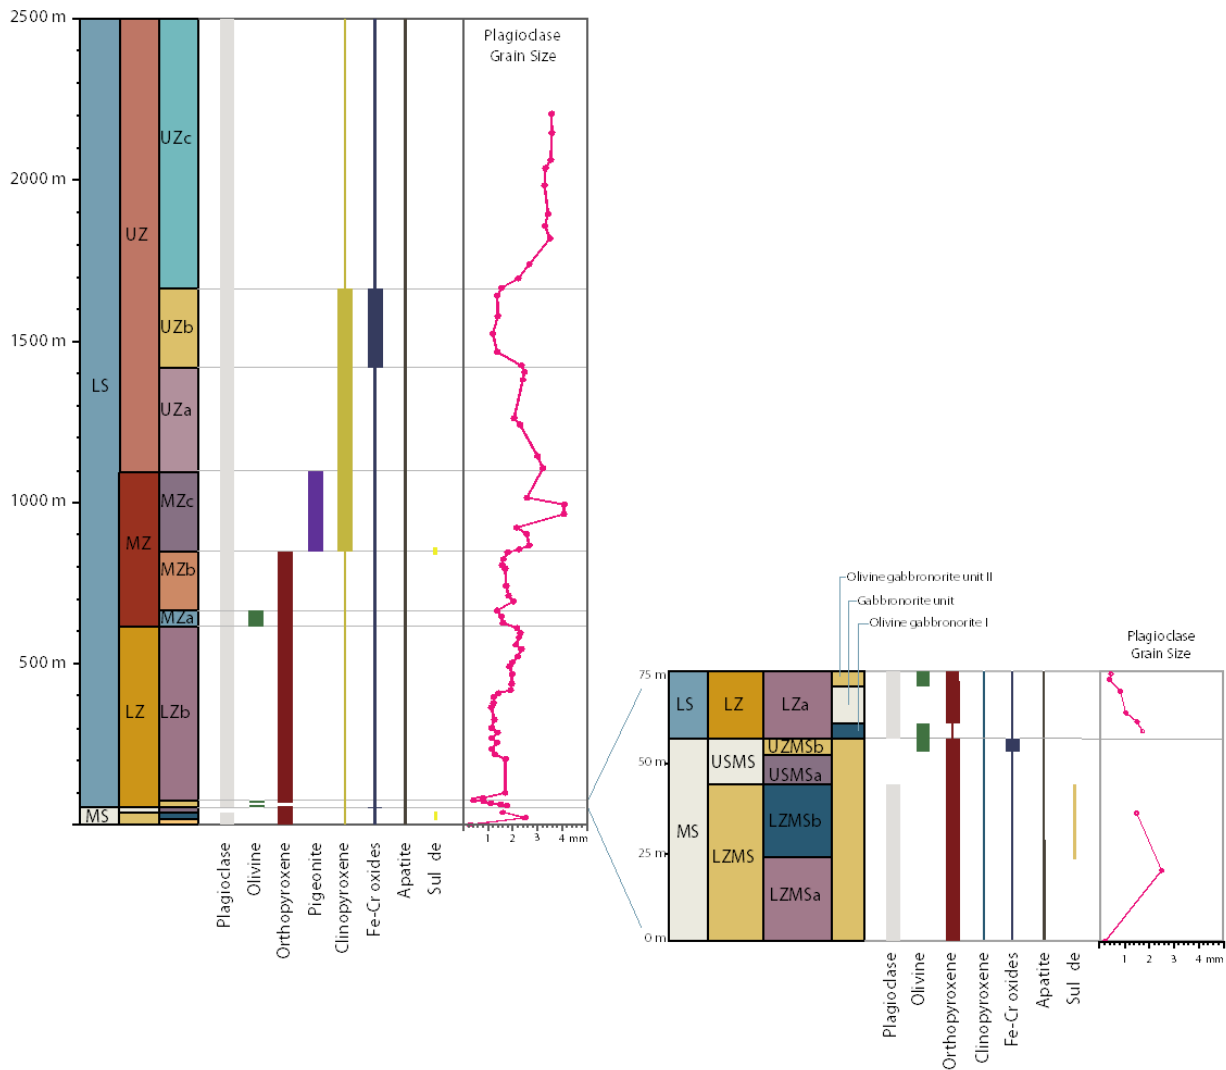 2500 m
2000 m
1500 m
1000 m
500 m
LS
MS
UZ
MZ
LZ
UZc
UZb
UZa
MZc
MZb
MZa
LZb
Plagioclase
Grain Size
1 2 3 4 mm
Plagioclase
Olivine
Orthopyroxene
Pigeonite
Clinopyroxene
Fe-Cr oxides
Apatite
Sul de
Olivine gabbronorite unit II
Gabbronorite unit
Olivine gabbronorite I
75 m
50 m
25 m
0 m
LS
MS
LZ
USMS
LZMS
LZa
UZMSb
USMSa
LZMSb
LZMSa
Plagioclase
Grain Size
1 2 3 4 mm
Plagioclase
Olivine
Orthopyroxene
Clinopyroxene
Fe-Cr oxides
Apatite
Sul de